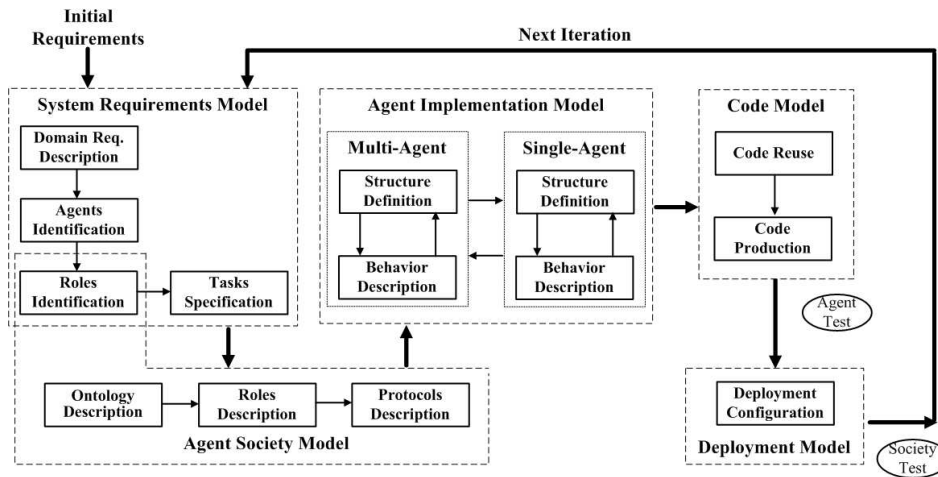 Initial
Requirements
Next Iteration
System Requirements Model
Domain Req.
Description
Agents
Identification
Roles
Identification
Tasks
Specification
Agent Implementation Model
Multi-Agent
Structure
Definition
Behavior
Description
Single-Agent
Structure
Definition
Behavior
Description
Code Model
Code Reuse
Code
Production
Agent
Test
Ontology
Description
Roles
Description
Protocols
Description
Agent Society Model
Deployment
Configuration
Deployment Model
Society
Test